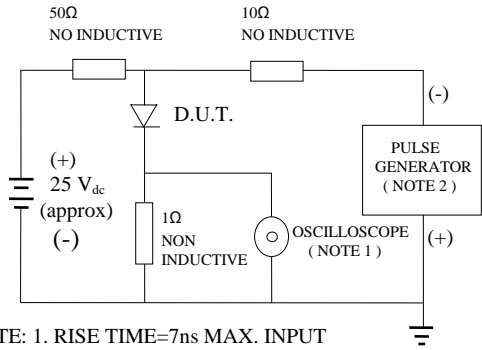 50Ω
NO INDUCTIVE
10Ω
NO INDUCTIVE
D.U.T.
(-)
PULSE
GENERATOR
( NOTE 2 )
(+)
(+)
25 Vdc
(approx)
(-)
1Ω
NON
INDUCTIVE
OSCILLOSCOPE
( NOTE 1 )
TE: 1. RISE TIME=7ns MAX. INPUT